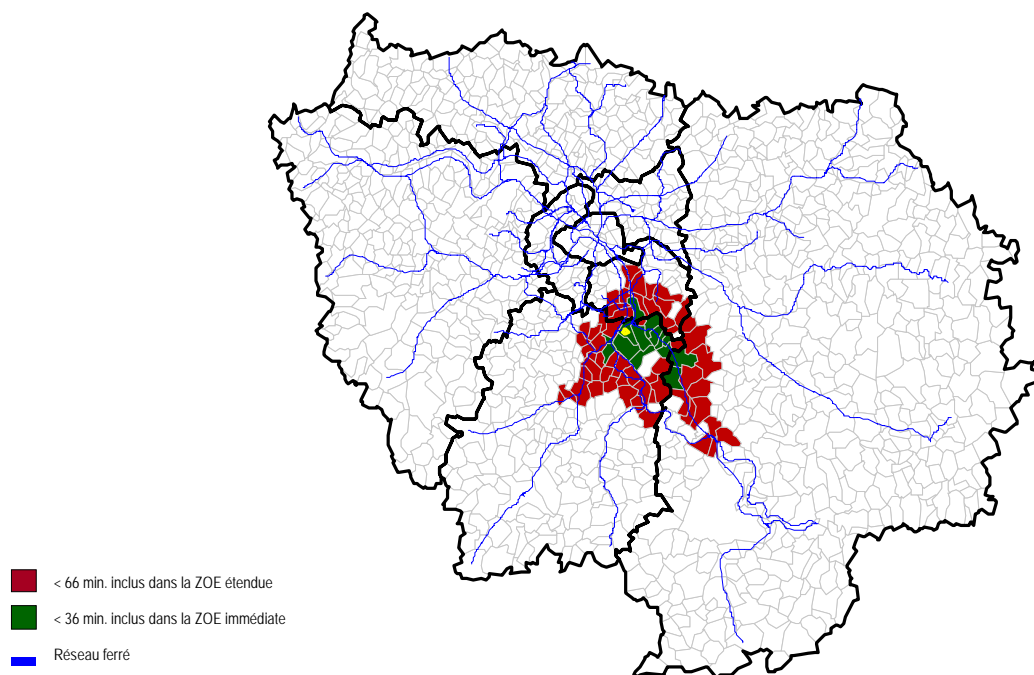 < 66 min. inclus dans la ZOE étendue
< 36 min. inclus dans la ZOE immédiate
Réseau ferré